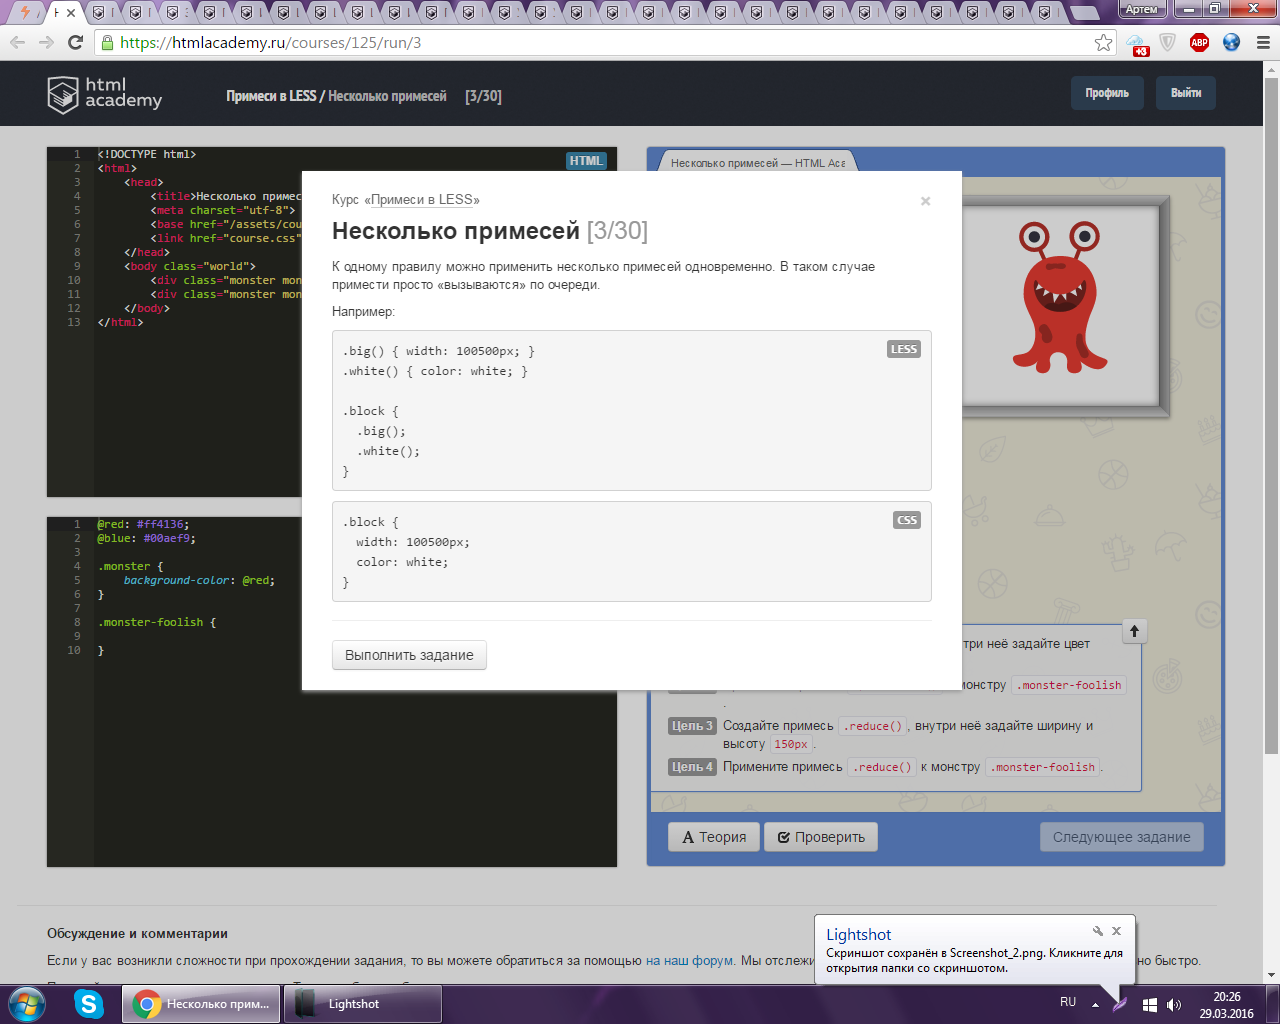 Артем
https://htmlacademy.ru/courses/125/run/3
+3
ABP
html
academy
Примеси в LESS / Несколько примесей [3/30]
Профиль
Выйти
1 <!DOCTYPE html>
2 <html>
3 <head>
4 <title>Несколько примес
5 <meta charset="utf-8">
6 <base href="/assets/cou
7 <link href="course.css"
8 </head>
9 <body class="world">
10 <div class="monster mon
11 <div class="monster mon
12 </body>
13 </html>
HTML
Несколько примесей — HTML Aca
Курс «Примеси в LESS»
×
Несколько примесей [3/30]
К одному правилу можно применить несколько примесей одновременно. В таком случае
примести просто «вызываются» по очереди.
Например:
LESS
.big() { width: 100500px; }
.white() { color: white; }
.block {
.big();
.white();
}
CSS
.block {
width: 100500px;
color: white;
}
Выполнить задание
1 @red: #ff4136;
2 @blue: #00aef9;
3
4 .monster {
5 background-color: @red;
6 }
7
8 .monster-foolish {
9
10 }
три неё задайте цвет
монстру .monster-foolish
.
Цель 3 Создайте примесь .reduce(), внутри неё задайте ширину и
высоту 150px.
Цель 4 Примените примесь .reduce() к монстру .monster-foolish.
Теория
Проверить
Следующее задание
Обсуждение и комментарии
Если у вас возникли сложности при прохождении задания, то вы можете обратиться за помощью на наш форум. Мы отслежи
но быстро.
Lightshot
Скриншот сохранён в Screenshot_2.png. Кликните для
открытия папки со скриншотом.
Несколько прим...
Lightshot
RU
20:26
29.03.2016